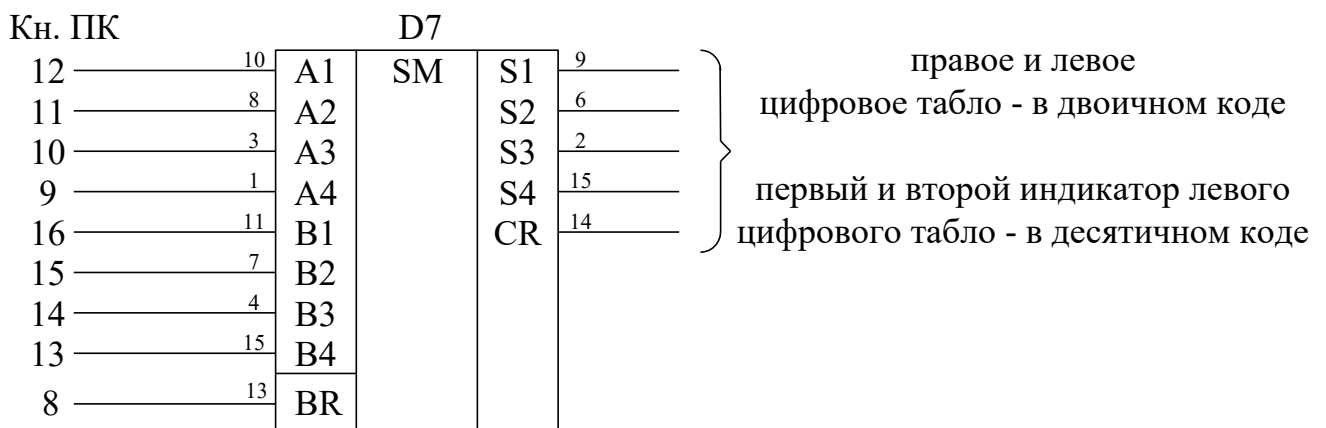 Кн. ПК D7
12 10 A1 SM S1 9 правое и левое
11 8 A2 S2 6 цифровое табло - в двоичном коде
10 3 A3 S3 2
9 1 A4 S4 15 первый и второй индикатор левого
16 11 B1 CR 14 цифрового табло - в десятичном коде
15 7 B2
14 4 B3
13 15 B4
8 13 BR